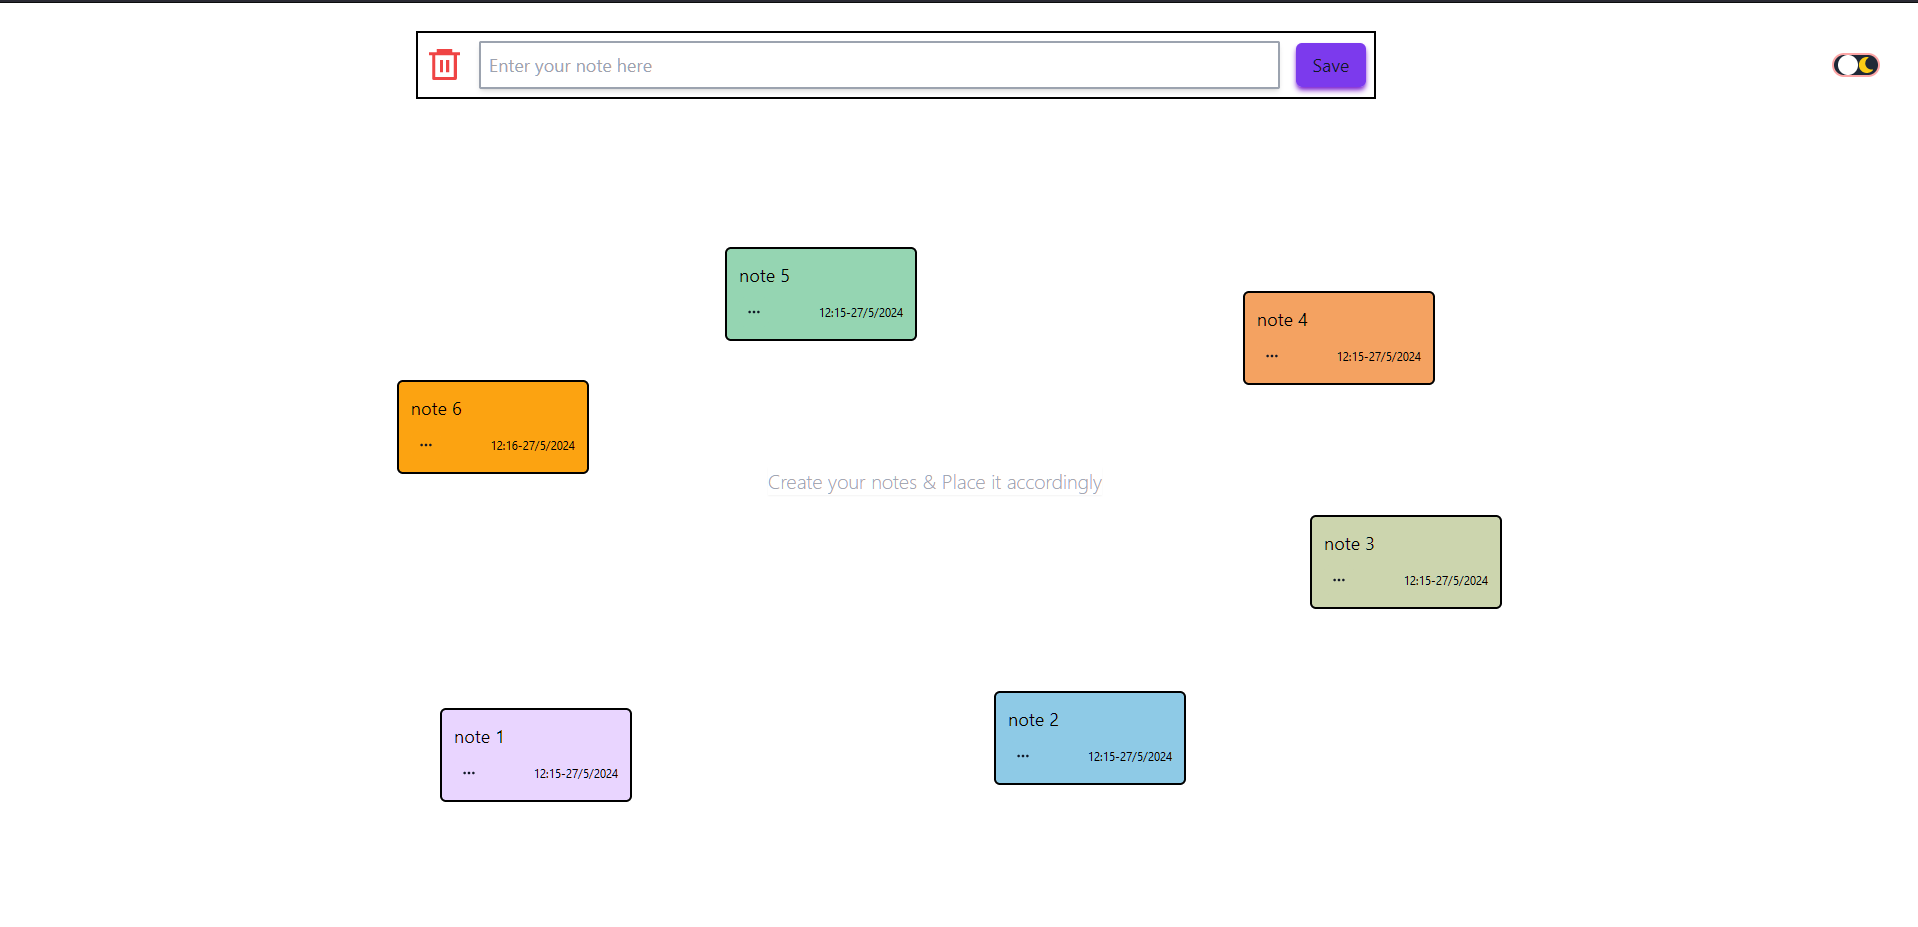 Enter your note here
Save
note 5
... 12:15-27/5/2024
note 4
... 12:15-27/5/2024
note 6
... 12:16-27/5/2024
Create your notes & Place it accordingly
note 3
... 12:15-27/5/2024
note 2
... 12:15-27/5/2024
note 1
... 12:15-27/5/2024